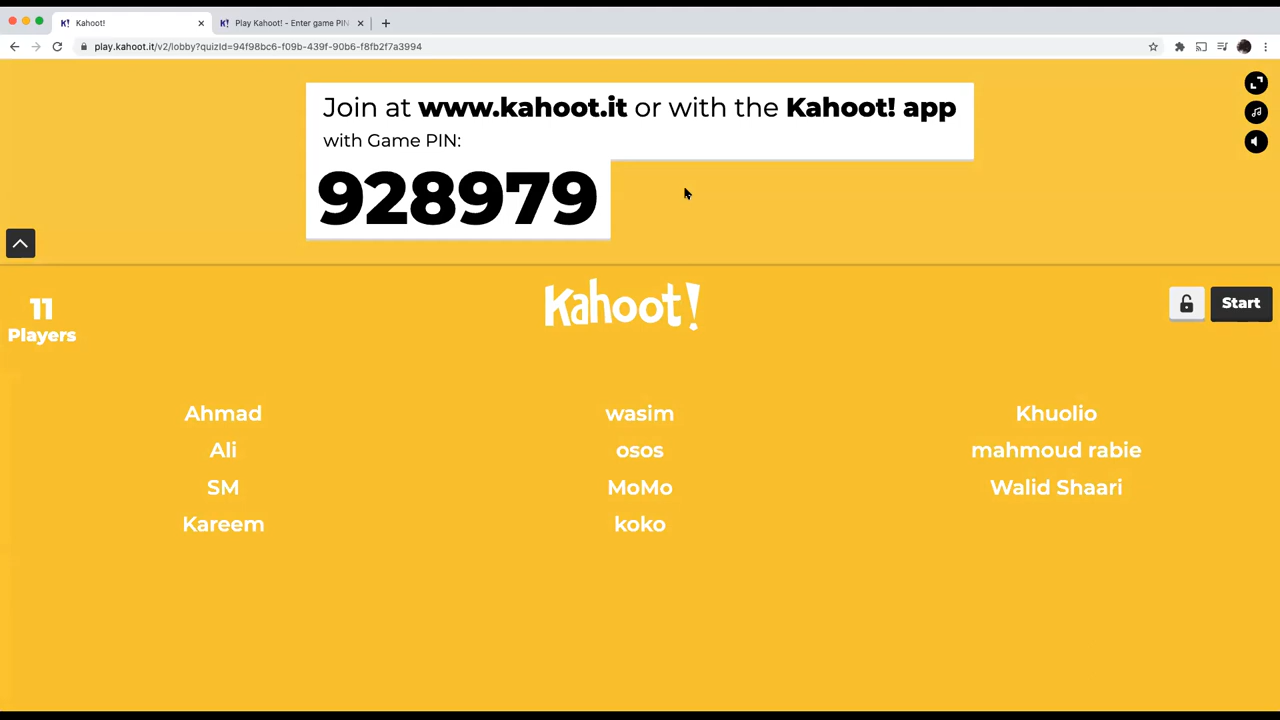 Kahoot!
Play Kahoot! - Enter game PIN
play.kahoot.it/v2/lobby?quizId=94f98bc6-f09b-439f-90b6-f8fb2f7a3994
Join at www.kahoot.it or with the Kahoot! app
with Game PIN:
928979
11
Players
Kahoot!
Start
Ahmad
wasim
Khuolio
Ali
osos
mahmoud rabie
SM
MoMo
Walid Shaari
Kareem
koko